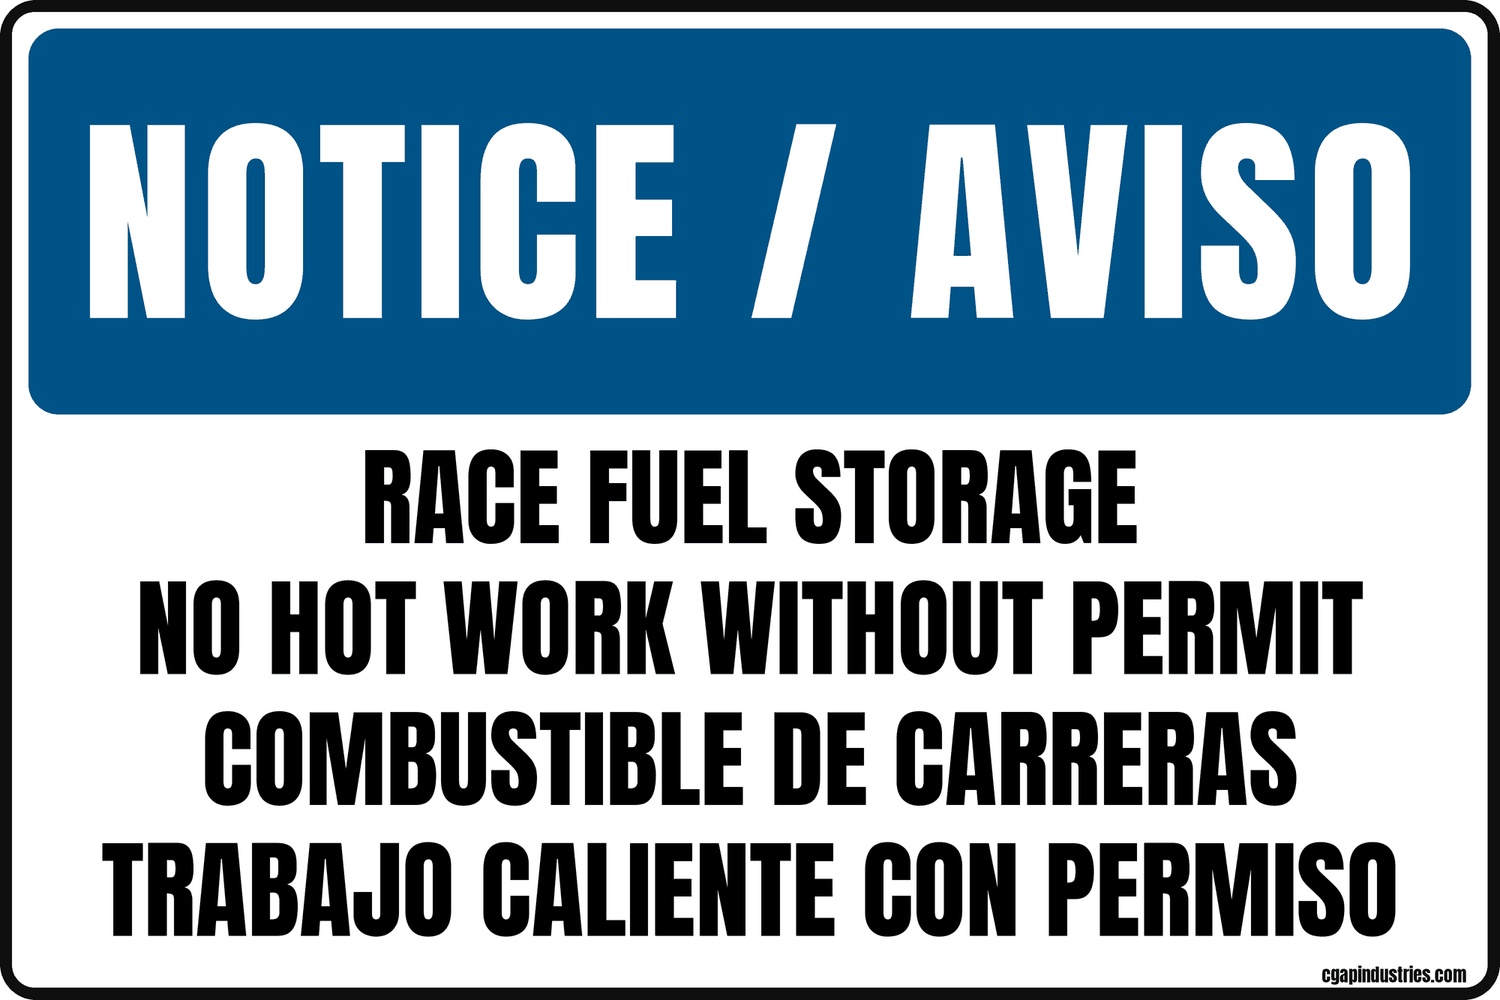 NOTICE / AVISO
RACE FUEL STORAGE
NO HOT WORK WITHOUT PERMIT
COMBUSTIBLE DE CARRERAS
TRABAJO CALIENTE CON PERMISO
cgapindustries.com